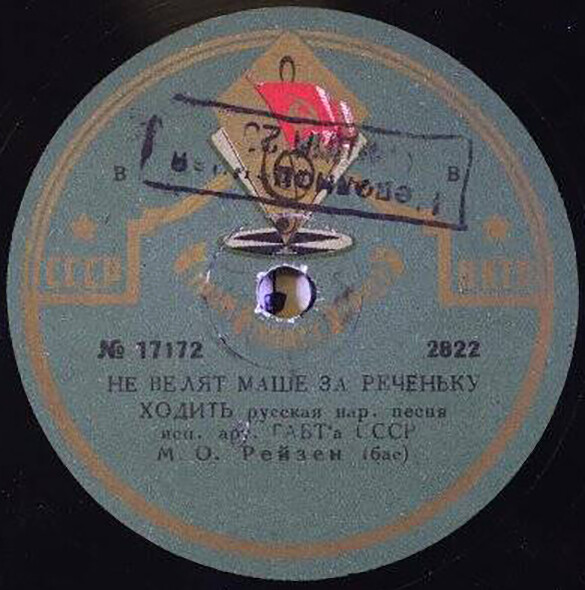 В В
СССР
№ 17172 2822
НЕ ВЕЛЯТ МАШЕ ЗА РЕЧЕНЬКУ
ХОДИТЬ русская нар. песня
исп. арт. ГАБТ'а СССР
М. О. Рейзен (бас)